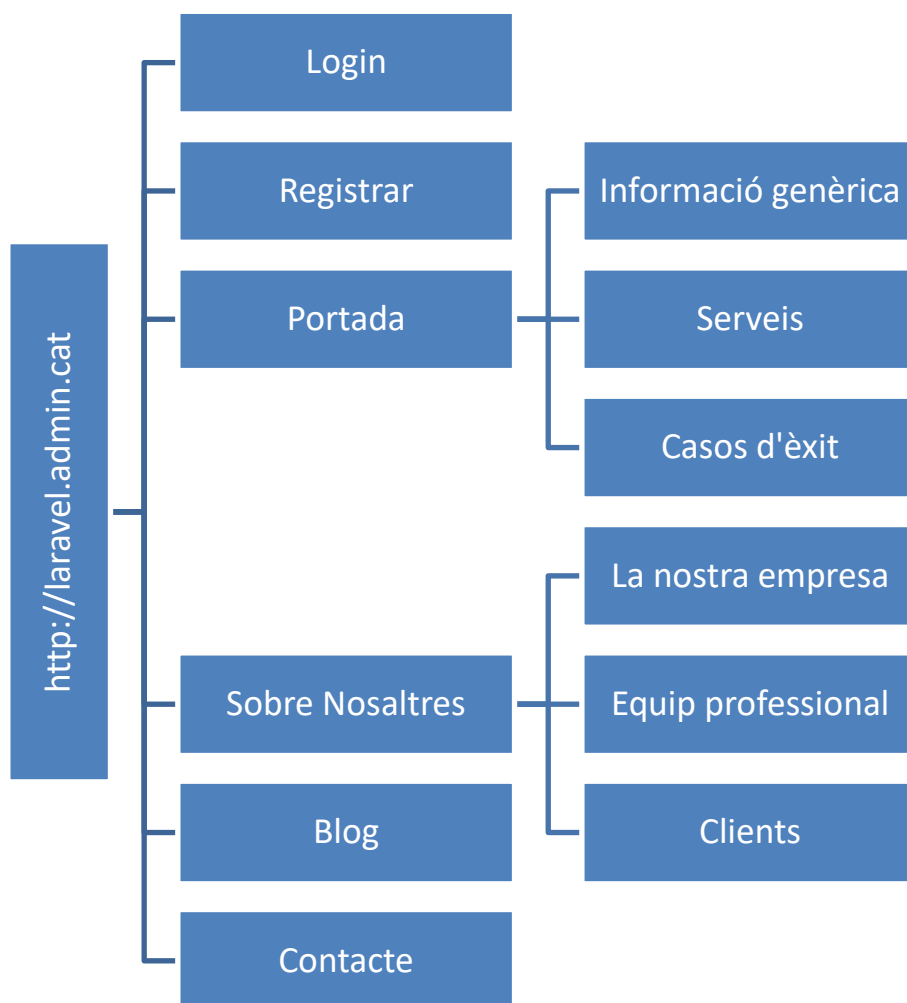 http://laravel.admin.cat
Login
Registrar
Portada
Informació genèrica
Serveis
Casos d'èxit
Sobre Nosaltres
La nostra empresa
Equip professional
Clients
Blog
Contacte